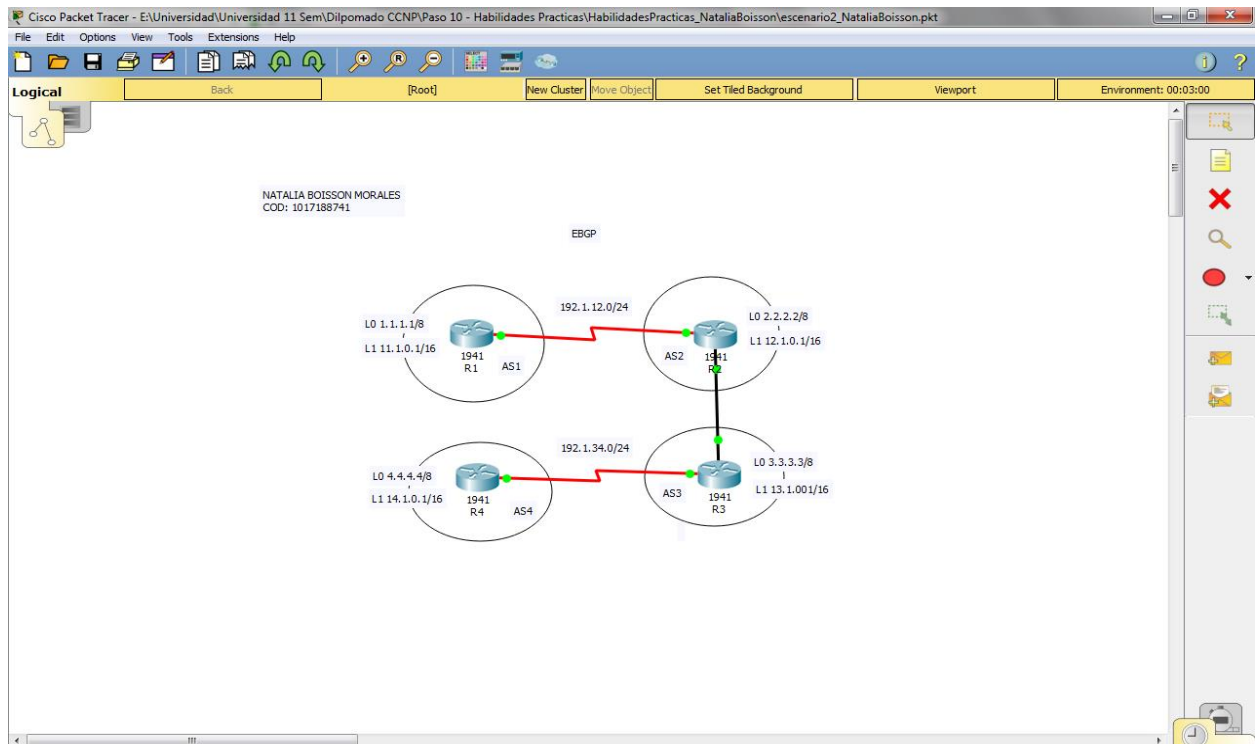 Cisco Packet Tracer - E:\Universidad\Universidad 11 Sem\Dilpomado CCNP\Paso 10 - Habilidades Practicas\HabilidadesPracticas_NataliaBoisson\escenario2_NataliaBoisson.pkt
File Edit Options View Tools Extensions Help
Logical Back [Root] New Cluster Move Object Set Tiled Background Viewport Environment: 00:03:00
NATALIA BOISSON MORALES
COD: 1017188741
EBGP
192.1.12.0/24
L0 1.1.1.1/8
L1 11.1.0.1/16
1941
R1
AS1
L0 2.2.2.2/8
L1 12.1.0.1/16
AS2
1941
R2
192.1.34.0/24
L0 4.4.4.4/8
L1 14.1.0.1/16
1941
R4
AS4
L0 3.3.3.3/8
L1 13.1.001/16
AS3
1941
R3